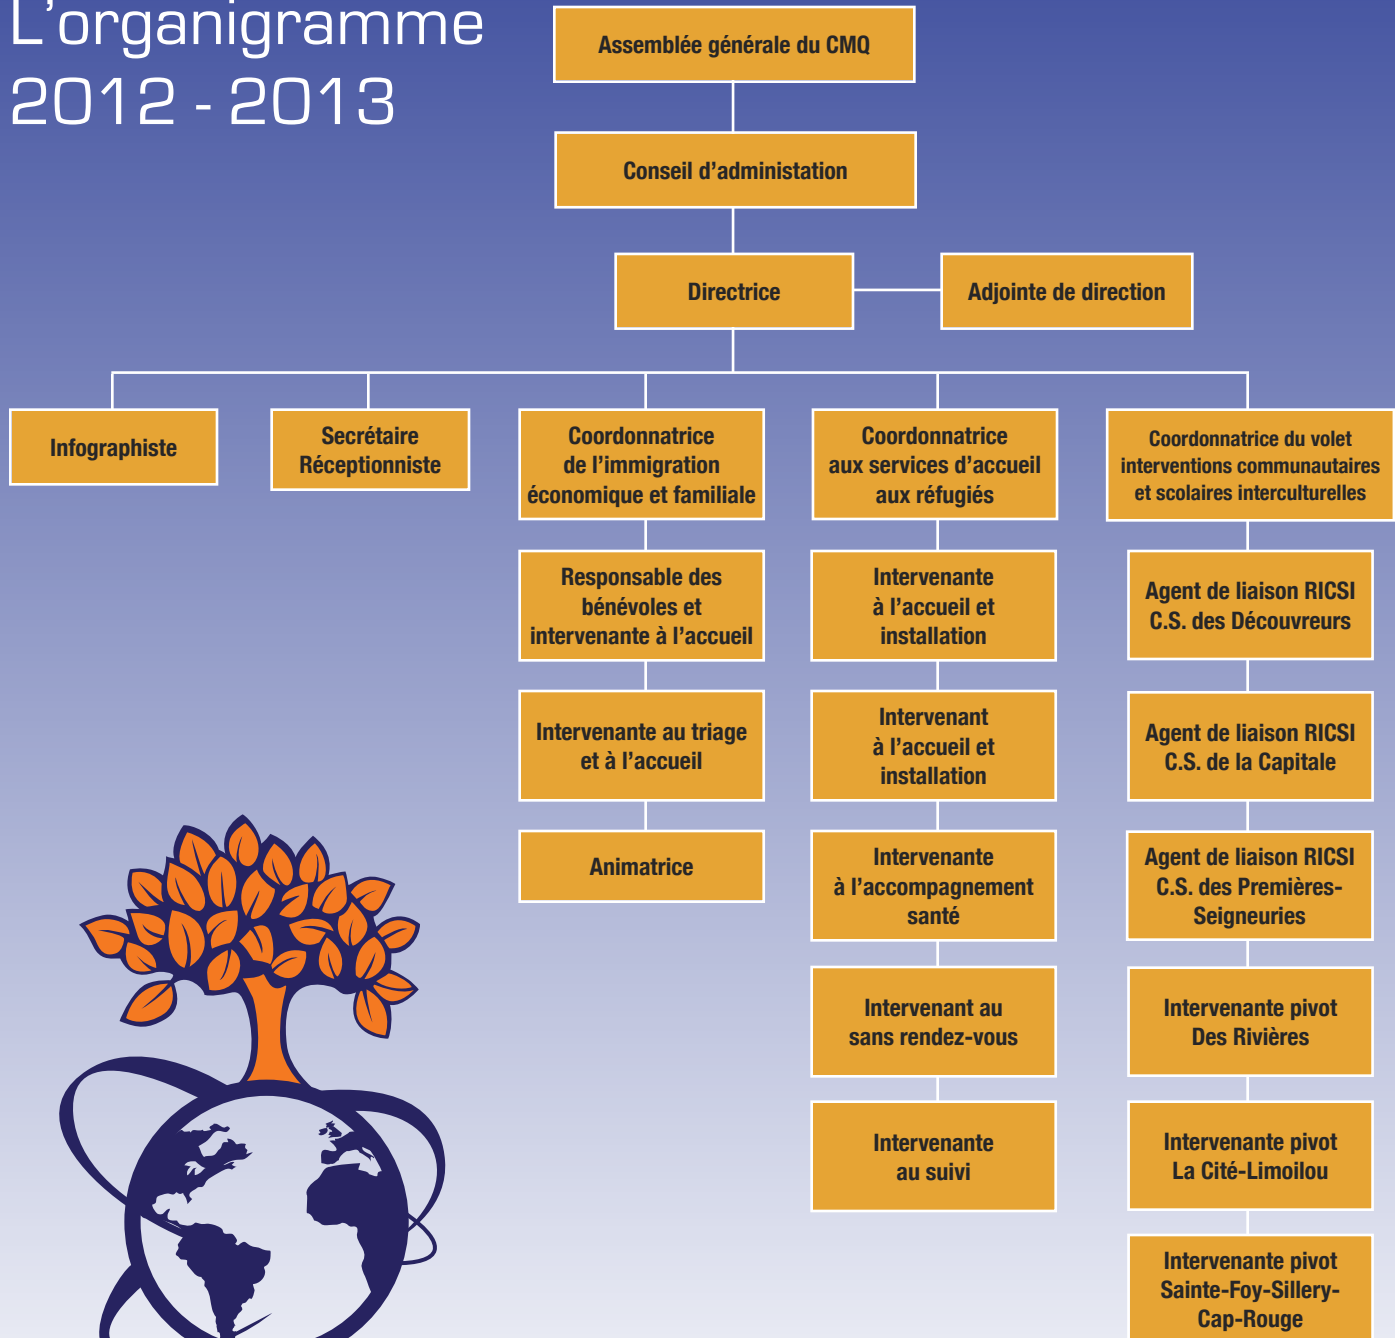 L'organigramme
2012 - 2013
Assemblée générale du CMQ
Conseil d'administation
Directrice
Adjointe de direction
Infographiste
Secrétaire
Réceptionniste
Coordonnatrice
de l'immigration
économique et familiale
Coordonnatrice
aux services d'accueil
aux réfugiés
Coordonnatrice du volet
interventions communautaires
et scolaires interculturelles
Responsable des
bénévoles et
intervenante à l'accueil
Intervenante au triage
et à l'accueil
Animatrice
Intervenante
à l'accueil et
installation
Intervenant
à l'accueil et
installation
Intervenante
à l'accompagnement
santé
Intervenant au
sans rendez-vous
Intervenante
au suivi
Agent de liaison RICSI
C.S. des Découvreurs
Agent de liaison RICSI
C.S. de la Capitale
Agent de liaison RICSI
C.S. des Premières-
Seigneuries
Intervenante pivot
Des Rivières
Intervenante pivot
La Cité-Limoilou
Intervenante pivot
Sainte-Foy-Sillery-
Cap-Rouge